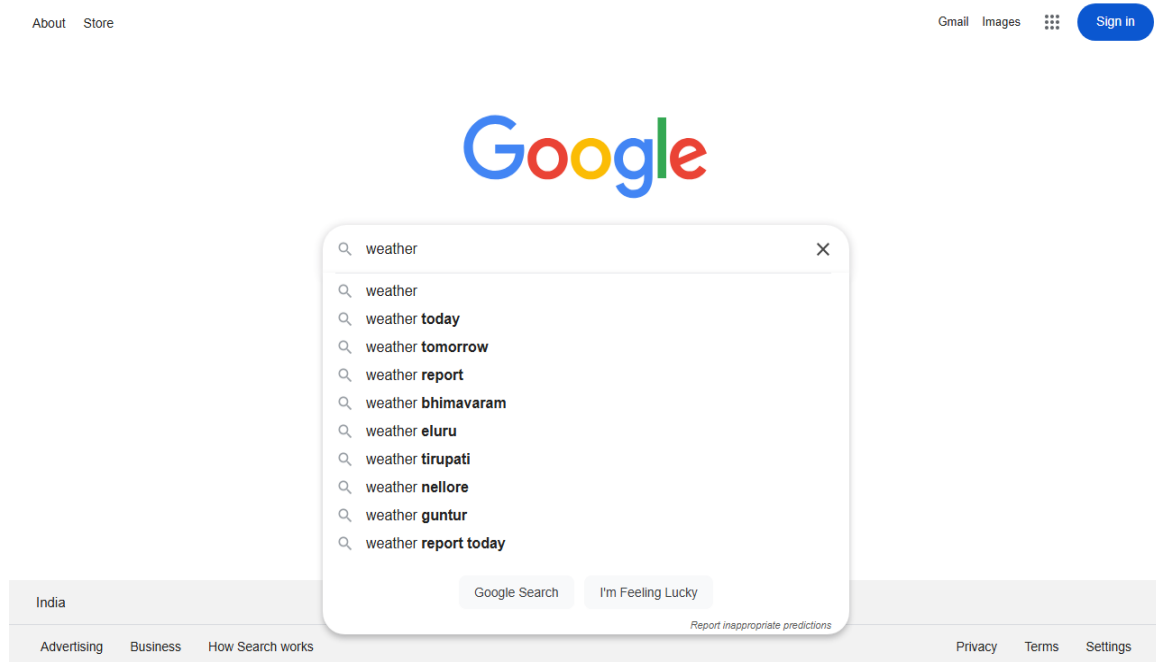 About Store Gmail Images Sign in
Google
weather
weather
weather today
weather tomorrow
weather report
weather bhimavaram
weather eluru
weather tirupati
weather nellore
weather guntur
weather report today
Google Search I'm Feeling Lucky
Report inappropriate predictions
India
Advertising Business How Search works Privacy Terms Settings